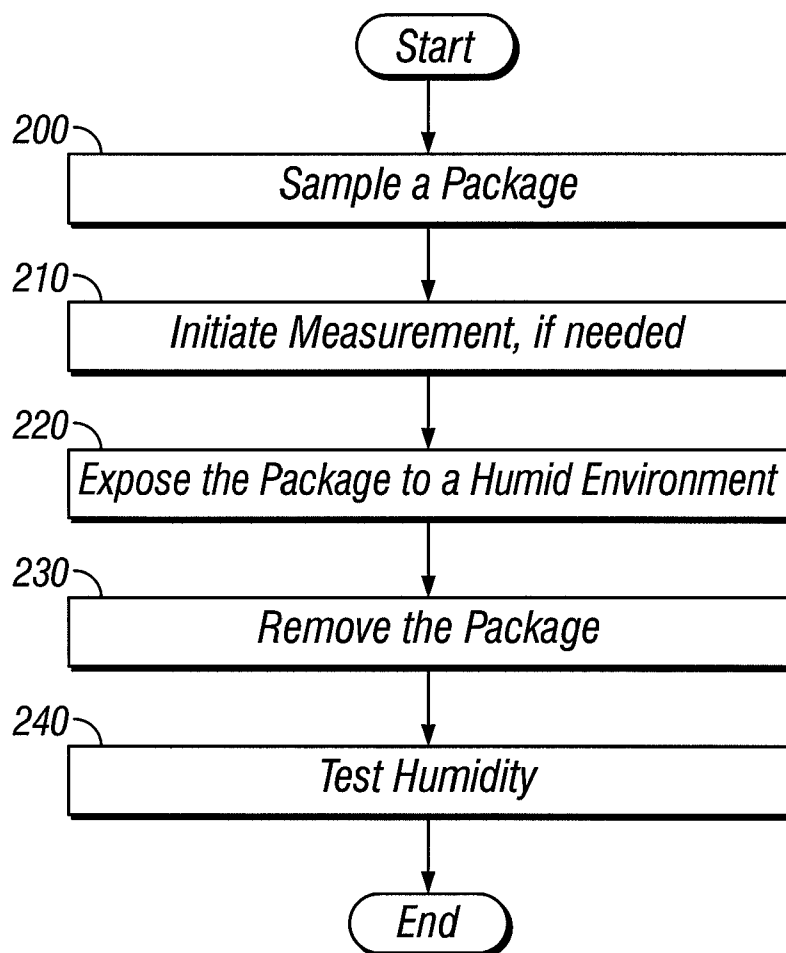 Start
200
Sample a Package
210
Initiate Measurement, if needed
220
Expose the Package to a Humid Environment
230
Remove the Package
240
Test Humidity
End